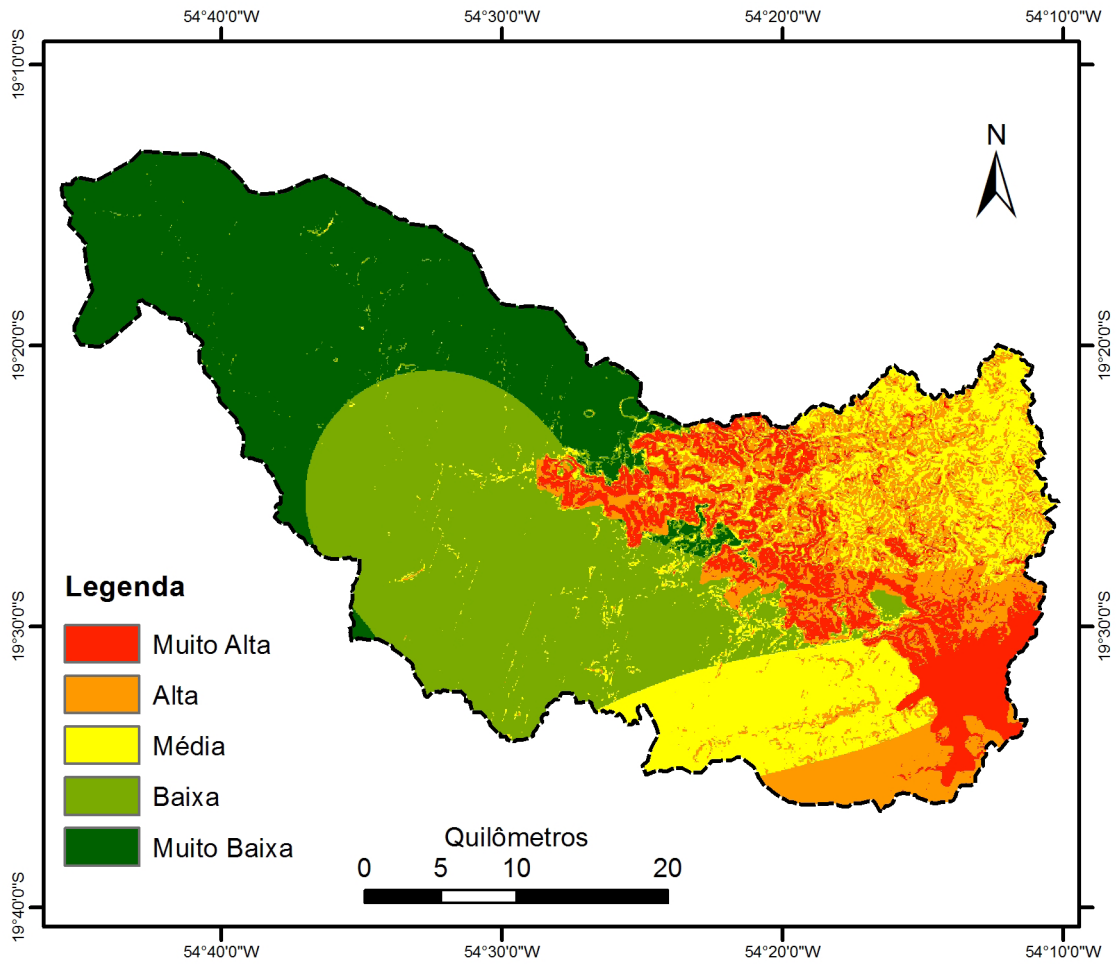 54°40'0"W 54°30'0"W 54°20'0"W 54°10'0"W
19°10'0"S 19°10'0"S
N
19°20'0"S 19°20'0"S
Legenda
19°30'0"S 19°30'0"S
Muito Alta
Alta
Média
Baixa
Muito Baixa
Quilômetros
0 5 10 20
19°40'0"S 19°40'0"S
54°40'0"W 54°30'0"W 54°20'0"W 54°10'0"W